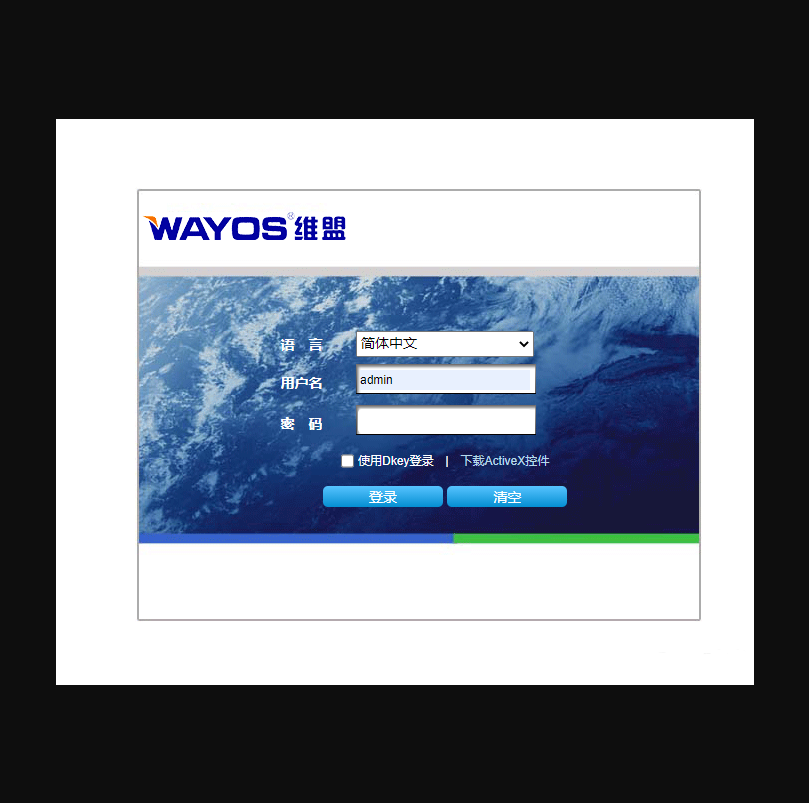 WAYOS®维盟
语 言 简体中文
用户名 admin
密 码
使用Dkey登录 | 下载ActiveX控件
登录 清空